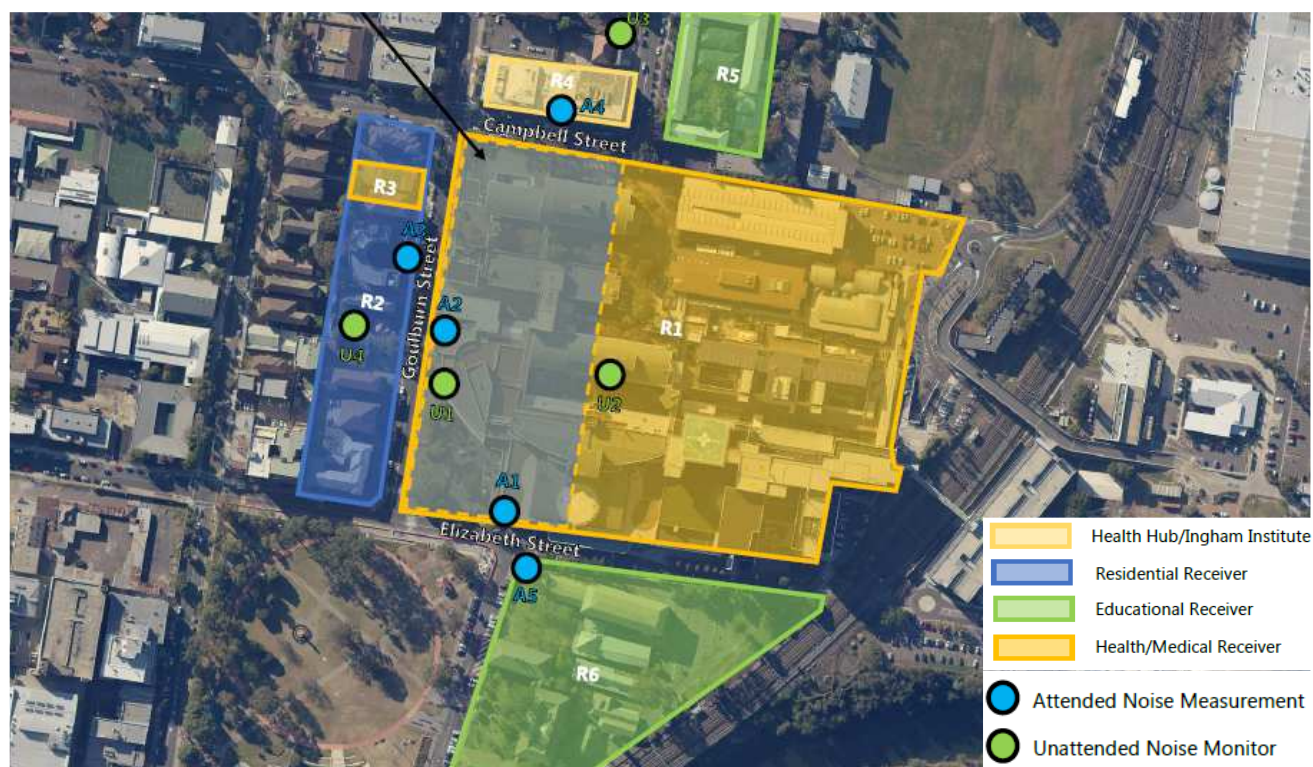 U3
R4
R5
A4
Campbell Street
R3
A3
Goulburn Street
R2
A2
R1
U4
U1
U2
A1
Elizabeth Street
A5
R6
Health Hub/Ingham Institute
Residential Receiver
Educational Receiver
Health/Medical Receiver
Attended Noise Measurement
Unattended Noise Monitor